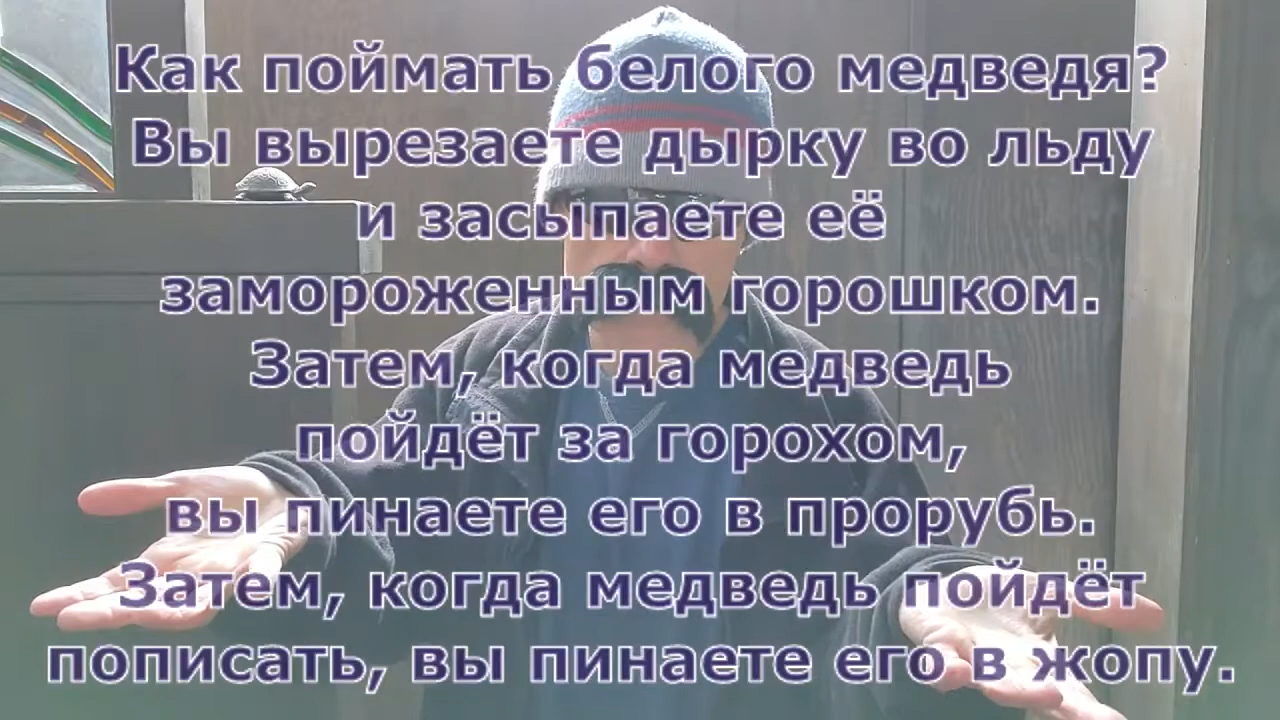 Как поймать белого медведя?
Вы вырезаете дырку во льду
и засыпаете её
замороженным горошком.
Затем, когда медведь
пойдёт за горохом,
вы пинаете его в прорубь.
Затем, когда медведь пойдёт
пописать, вы пинаете его в жопу.